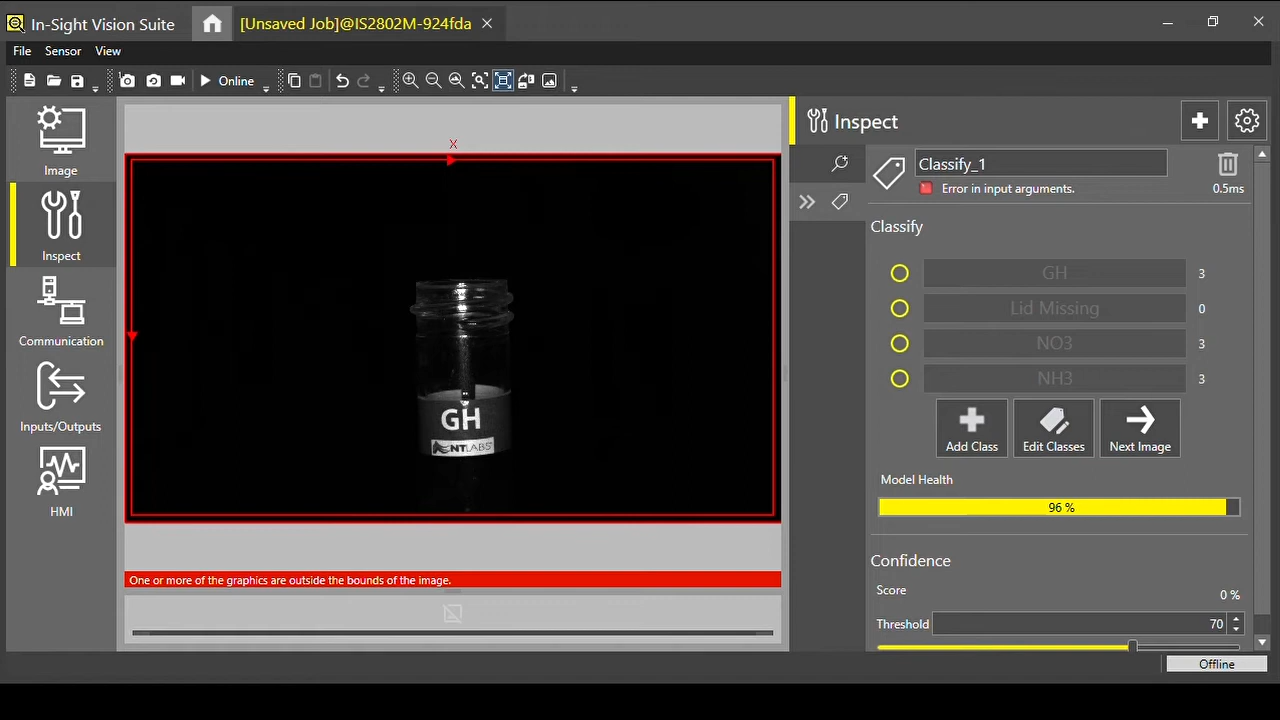 In-Sight Vision Suite
[Unsaved Job]@IS2802M-924fda
File Sensor View
Online
Image
Inspect
Communication
Inputs/Outputs
HMI
X
GH
NTLABS
One or more of the graphics are outside the bounds of the image.
Inspect
Classify_1
Error in input arguments.
0.5ms
Classify
GH 3
Lid Missing 0
NO3 3
NH3 3
Add Class
Edit Classes
Next Image
Model Health
96 %
Confidence
Score 0 %
Threshold 70
Offline